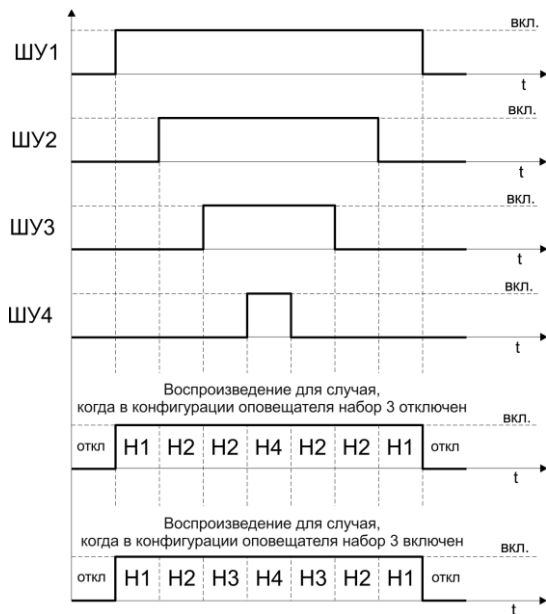 вкл.
ШУ1
t
вкл.
ШУ2
t
вкл.
ШУ3
t
вкл.
ШУ4
t
Воспроизведение для случая,
когда в конфигурации оповещателя набор 3 отключен
вкл.
откл Н1 Н2 Н2 Н4 Н2 Н2 Н1 откл
t
Воспроизведение для случая,
когда в конфигурации оповещателя набор 3 включен
вкл.
откл Н1 Н2 Н3 Н4 Н3 Н2 Н1 откл
t